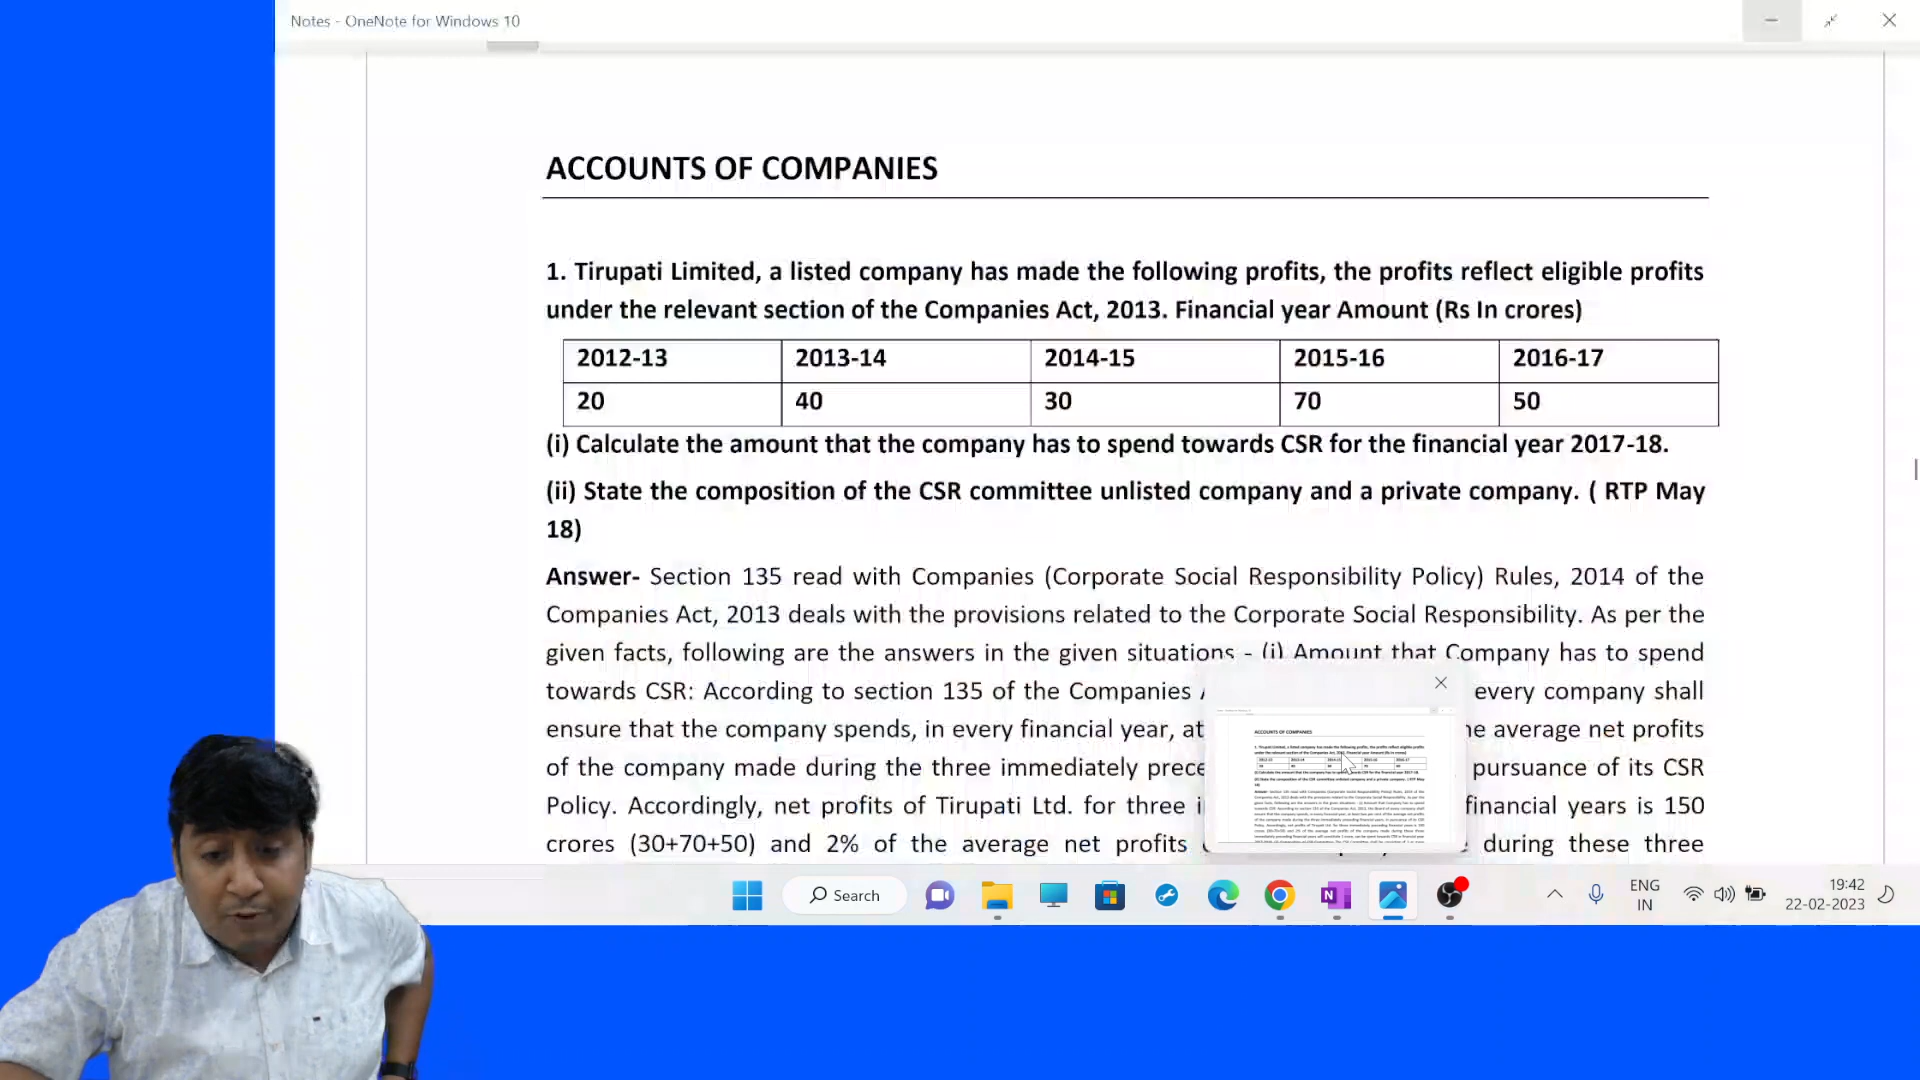 Notes - OneNote for Windows 10
ACCOUNTS OF COMPANIES
1. Tirupati Limited, a listed company has made the following profits, the profits reflect eligible profits
under the relevant section of the Companies Act, 2013. Financial year Amount (Rs In crores)
2012-13 2013-14 2014-15 2015-16 2016-17
20 40 30 70 50
(i) Calculate the amount that the company has to spend towards CSR for the financial year 2017-18.
(ii) State the composition of the CSR committee unlisted company and a private company. ( RTP May
18)
Answer- Section 135 read with Companies (Corporate Social Responsibility Policy) Rules, 2014 of the
Companies Act, 2013 deals with the provisions related to the Corporate Social Responsibility. As per the
given facts, following are the answers in the given situations - (i) Amount that Company has to spend
towards CSR: According to section 135 of the Companies every company shall
ensure that the company spends, in every financial year, at average net profits
of the company made during the three immediately pursuance of its CSR
Policy. Accordingly, net profits of Tirupati Ltd. for three financial years is 150
crores (30+70+50) and 2% of the average net profits during these three
ACCOUNTS OF COMPANIES
Search
ENG
IN
19:42
22-02-2023